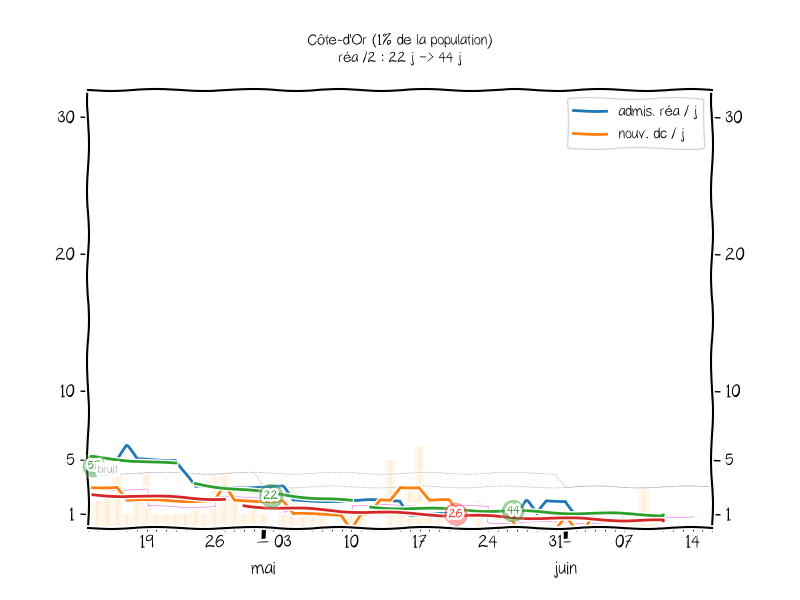 Côte-d'Or (1% de la population)
réa /2 : 22 j -> 44 j
admis. réa / j
nouv. dc / j
30
30
20
20
10
10
5
5
1
1
5
bruit
22
26
44
19 26 03 10 17 24 31 07 14
mai juin